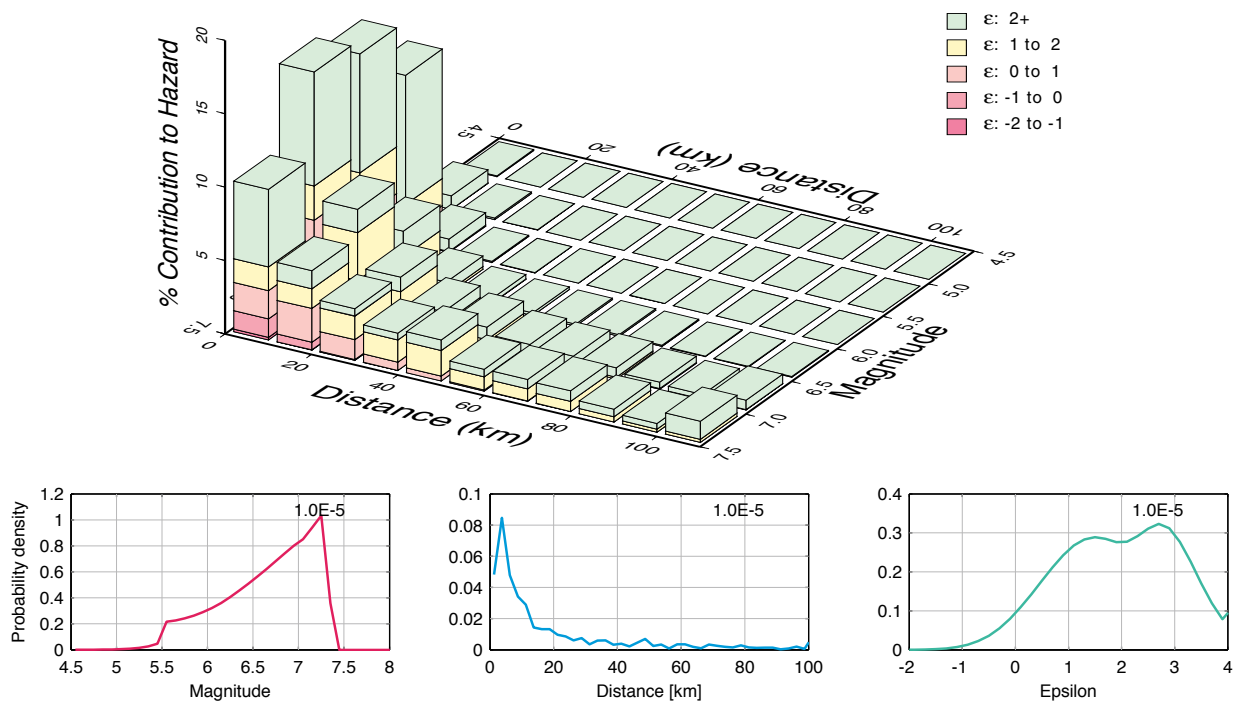 ε: 2+
ε: 1 to 2
ε: 0 to 1
ε: -1 to 0
ε: -2 to -1
% Contribution to Hazard
20
15
10
5
4.5
0
20
40
60
80
100
Distance (km)
4.5
5.0
5.5
6.0
6.5
7.0
7.5
Magnitude
7.5
0
20
40
60
80
100
Distance (km)
Probability density
1.2
1
0.8
0.6
0.4
0.2
0
1.0E-5
4.5 5 5.5 6 6.5 7 7.5 8
Magnitude
0.1
0.08
0.06
0.04
0.02
0
1.0E-5
0 20 40 60 80 100
Distance [km]
0.4
0.3
0.2
0.1
0
1.0E-5
-2 -1 0 1 2 3 4
Epsilon